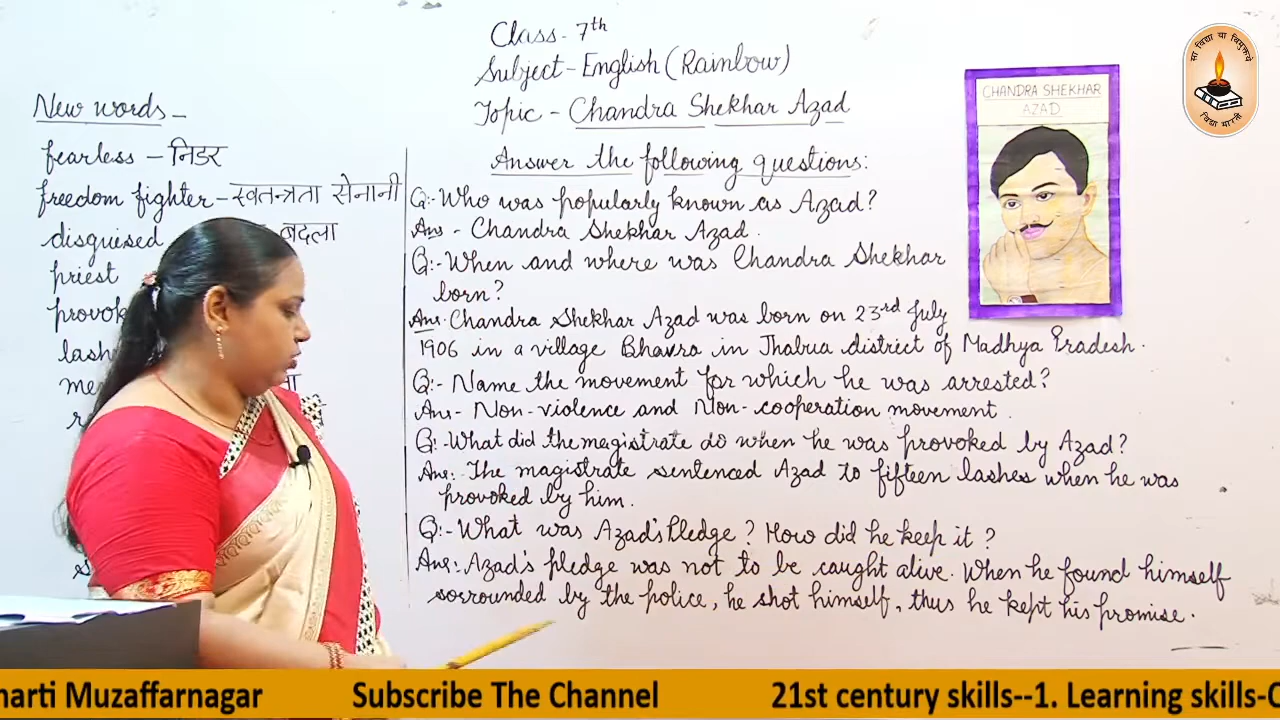 Class - 7th
Subject - English (Rainbow)
Topic - Chandra Shekhar Azad
New words -
fearless - निडर
freedom fighter - स्वतन्त्रता सेनानी
disguised बदला
priest
provok
lash
me
Answer the following questions:
Q:- Who was popularly known as Azad?
Ans - Chandra Shekhar Azad.
Q:- When and where was Chandra Shekhar
born?
Ans. Chandra Shekhar Azad was born on 23rd July
1906 in a village Bhavra in Jhabua district of Madhya Pradesh.
Q:- Name the movement for which he was arrested?
Ans- Non-violence and Non-cooperation movement.
Q:- What did the magistrate do when he was provoked by Azad?
Ans:- The magistrate sentenced Azad to fifteen lashes when he was
provoked by him.
Q:- What was Azad's Pledge? How did he keep it?
Ans:- Azad's pledge was not to be caught alive. When he found himself
sorrounded by the police, he shot himself, thus he kept his promise.
CHANDRA SHEKHAR
AZAD
सा विद्या या विमुक्तये
विद्या भारती
harti Muzaffarnagar Subscribe The Channel 21st century skills--1. Learning skills-C